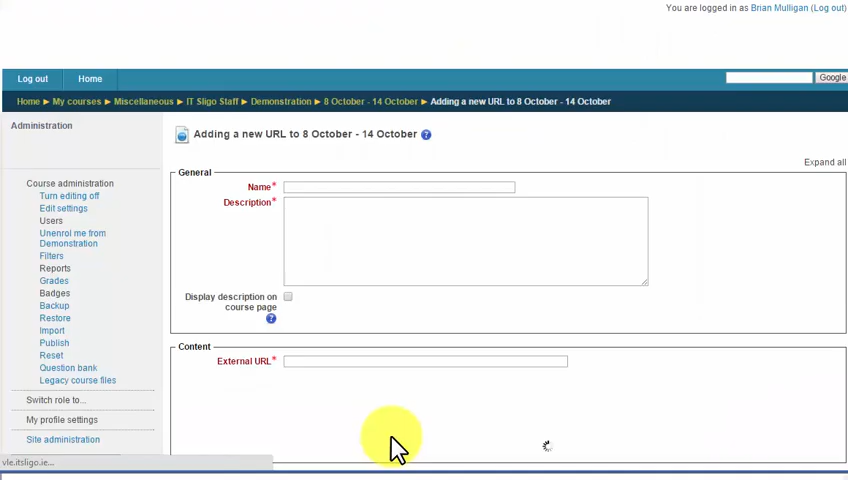 You are logged in as Brian Mulligan (Log out)
Log out Home Google
Home ► My courses ► Miscellaneous ► IT Sligo Staff ► Demonstration ► 8 October - 14 October ► Adding a new URL to 8 October - 14 October
Administration
Adding a new URL to 8 October - 14 October
Expand all
General
Course administration
Name*
Turn editing off
Description*
Edit settings
Users
Unenrol me from
Demonstration
Filters
Reports
Grades
Badges
Backup
Restore
Import
Publish
Reset
Question bank
Legacy course files
Switch role to...
My profile settings
Site administration
Display description on
course page
Content
External URL*
vle.itsligo.ie...